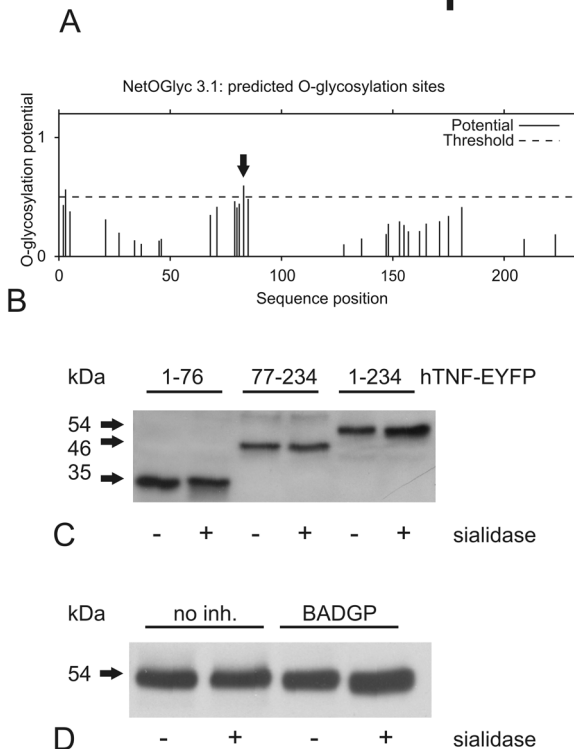 A
NetOGlyc 3.1: predicted O-glycosylation sites
O-glycosylation potential
1
0
Potential
Threshold
0 50 100 150 200
Sequence position
B
kDa 1-76 77-234 1-234 hTNF-EYFP
54
46
35
C - + - + - + sialidase
kDa no inh. BADGP
54
D - + - + sialidase